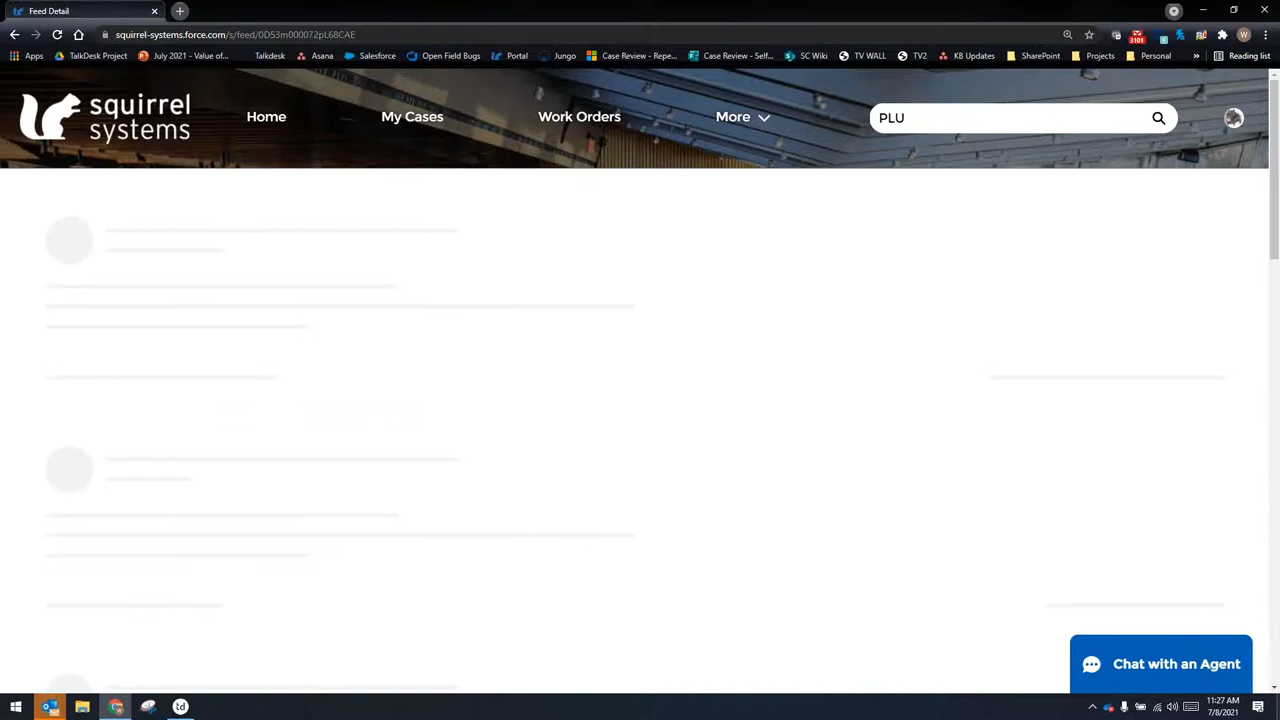 Feed Detail
squirrel-systems.force.com/s/feed/0D53m000072pL68CAE
3101
W
Apps TalkDesk Project July 2021 - Value of... Talkdesk Asana Salesforce Open Field Bugs Portal Jungo Case Review - Repe... Case Review - Self... SC Wiki TV WALL TV2 KB Updates SharePoint Projects Personal » Reading list
squirrel
systems
Home My Cases Work Orders More PLU
Chat with an Agent
td
11:27 AM
7/8/2021